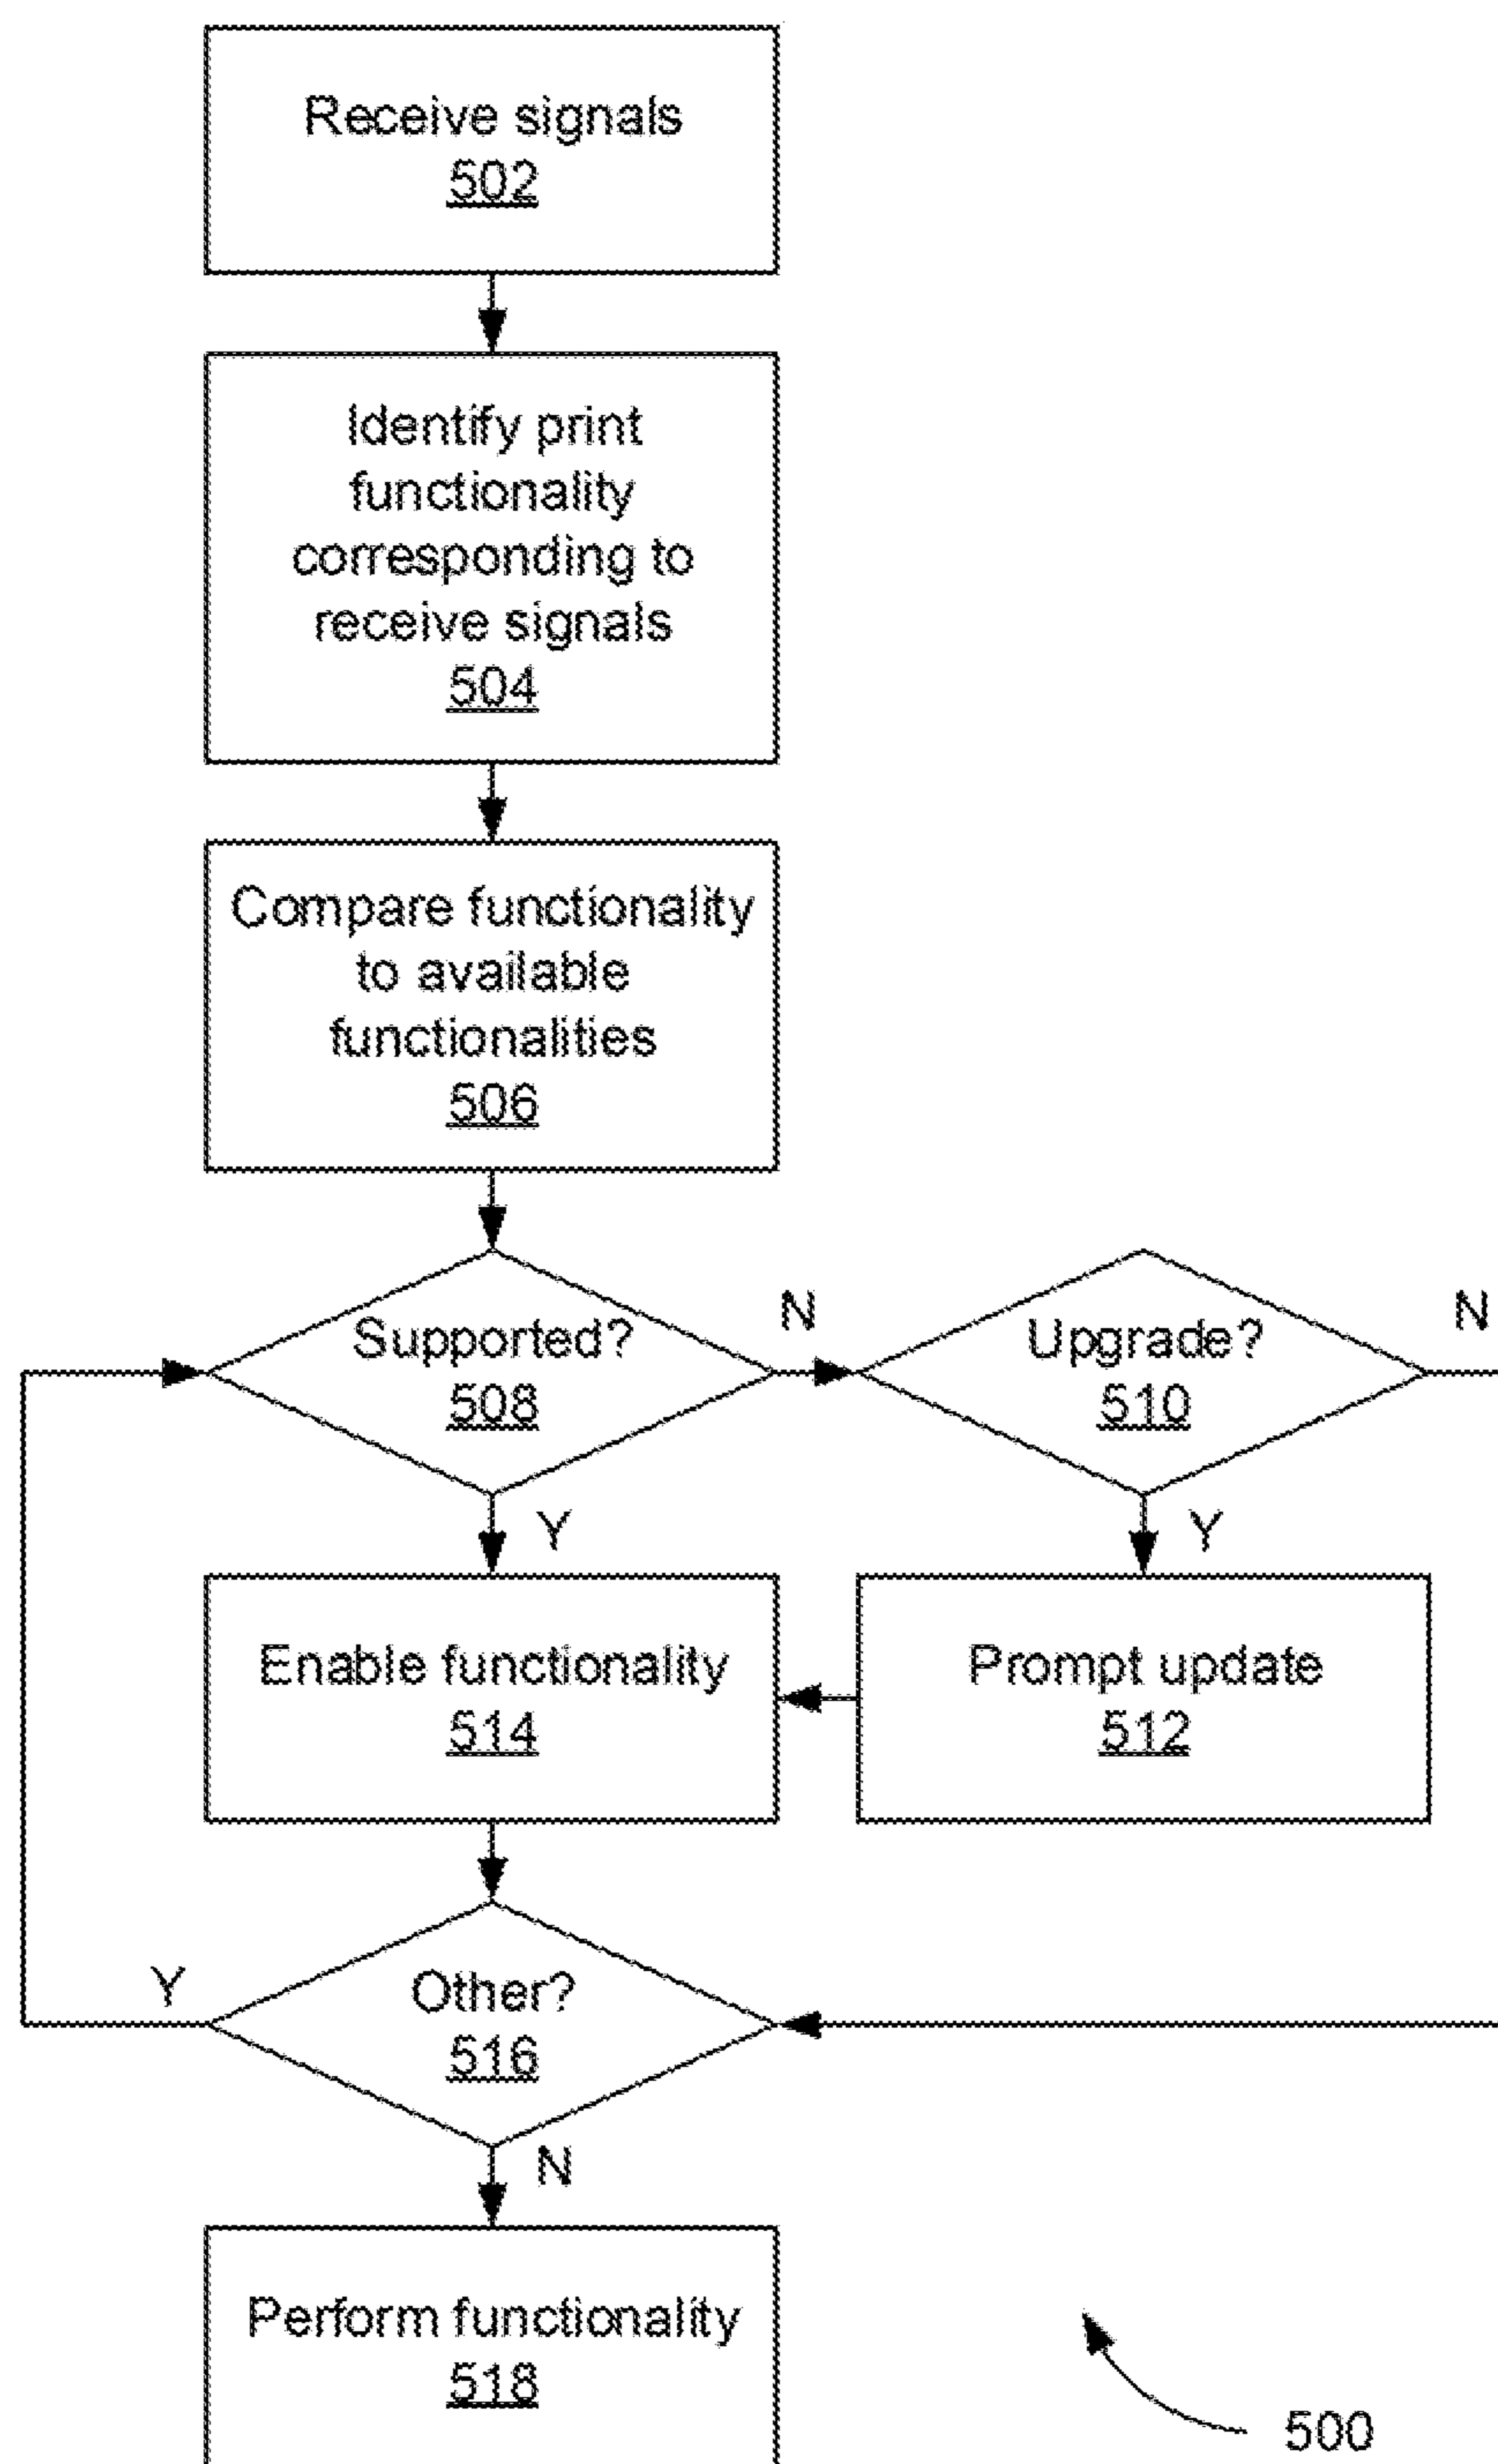 Receive signals
502
Identify print
functionality
corresponding to
receive signals
504
Compare functionality
to available
functionalities
506
Supported?
508
N
Upgrade?
510
N
Y
Y
Enable functionality
514
Prompt update
512
Other?
516
Y
N
Perform functionality
518
500